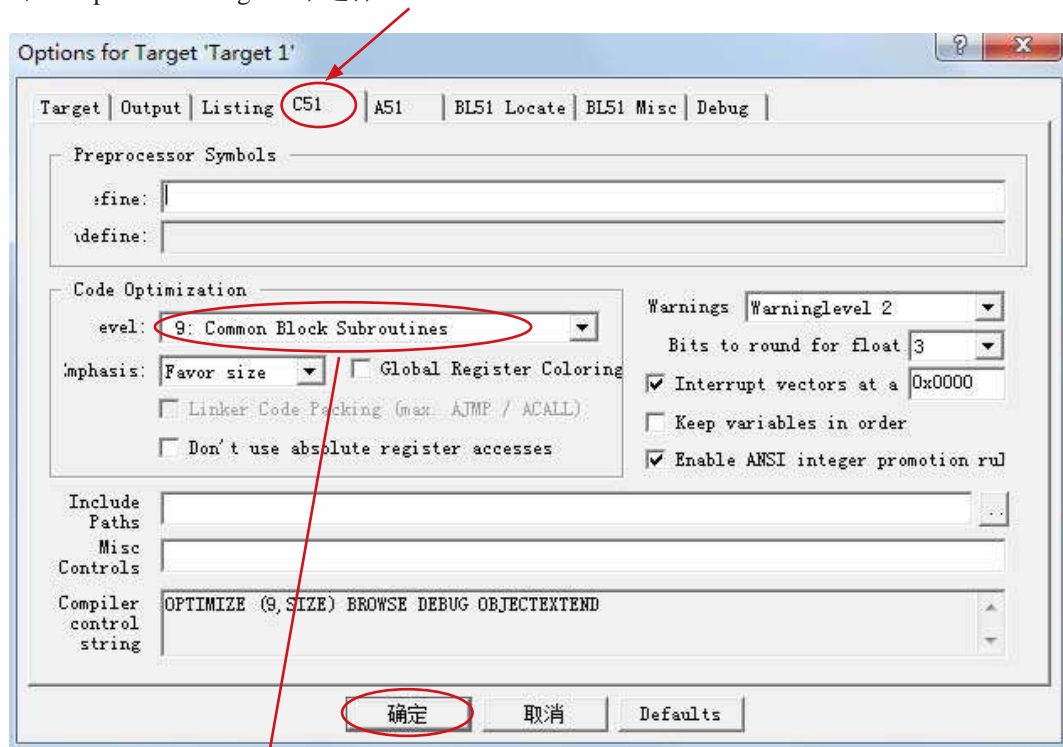 Options for Target 'Target 1'
Target Output Listing C51 A51 BL51 Locate BL51 Misc Debug
Preprocessor Symbols
efine:
define:
Code Optimization
evel: 9: Common Block Subroutines
mphasis: Favor size Global Register Coloring
Linker Code Packing (max. AJMP / ACALL)
Don't use absolute register accesses
Warnings Warninglevel 2
Bits to round for float 3
Interrupt vectors at a 0x0000
Keep variables in order
Enable ANSI integer promotion rul
Include
Paths
..
Misc
Controls
Compiler
control
string
OPTIMIZE (9,SIZE) BROWSE DEBUG OBJECTEXTEND
确定 取消 Defaults